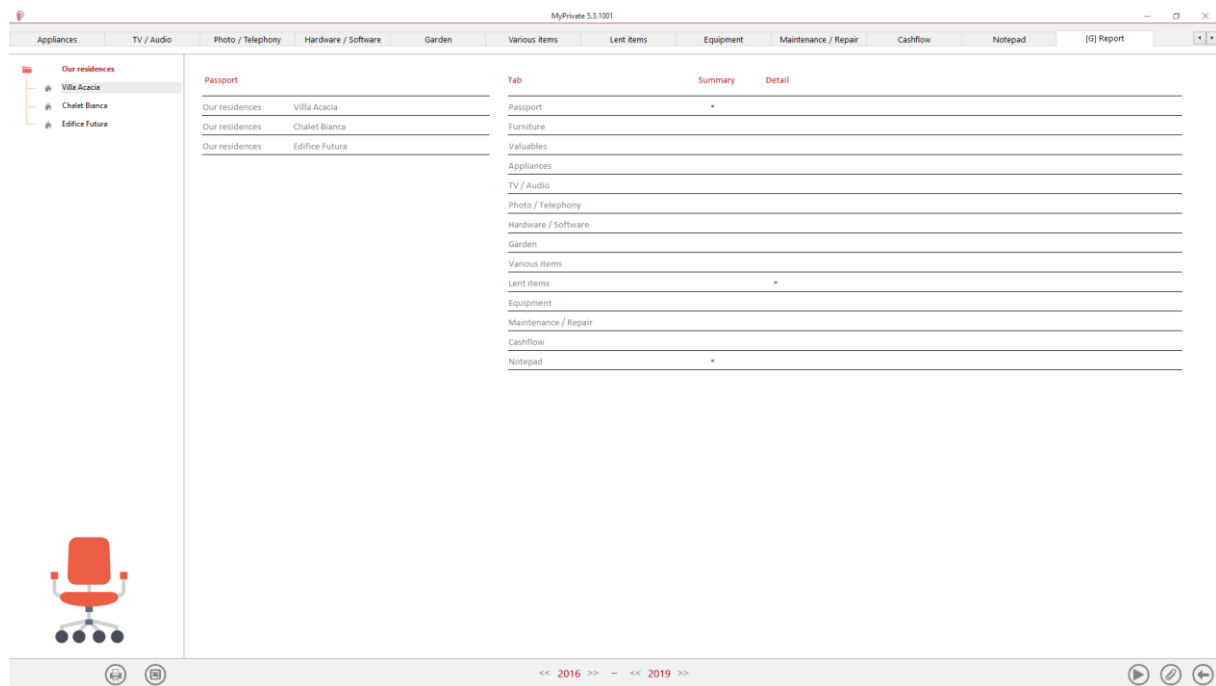 MyPrivate 5.3.1001
Appliances TV / Audio Photo / Telephony Hardware / Software Garden Various items Lent items Equipment Maintenance / Repair Cashflow Notepad [G] Report
Our residences
Villa Acacia
Chalet Bianca
Edifice Futura
Passport
Our residences Villa Acacia
Our residences Chalet Bianca
Our residences Edifice Futura
Tab Summary Detail
Passport *
Furniture
Valuables
Appliances
TV / Audio
Photo / Telephony
Hardware / Software
Garden
Various items
Lent items *
Equipment
Maintenance / Repair
Cashflow
Notepad *
<< 2016 >> – << 2019 >>